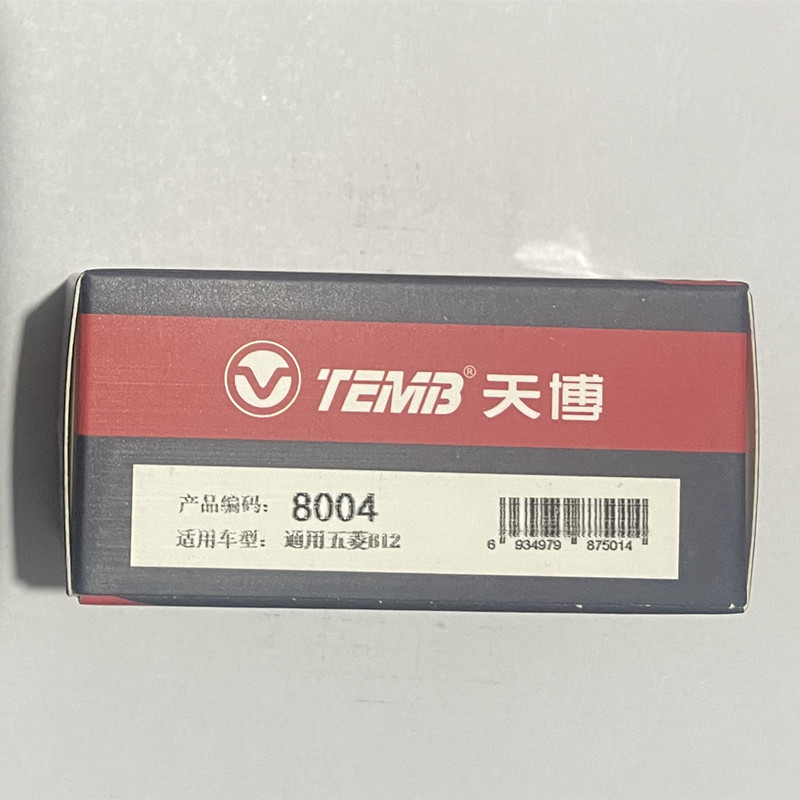 TEMB® 天博
产品编码: 8004
适用车型: 通用五菱B12
6 934979 875014